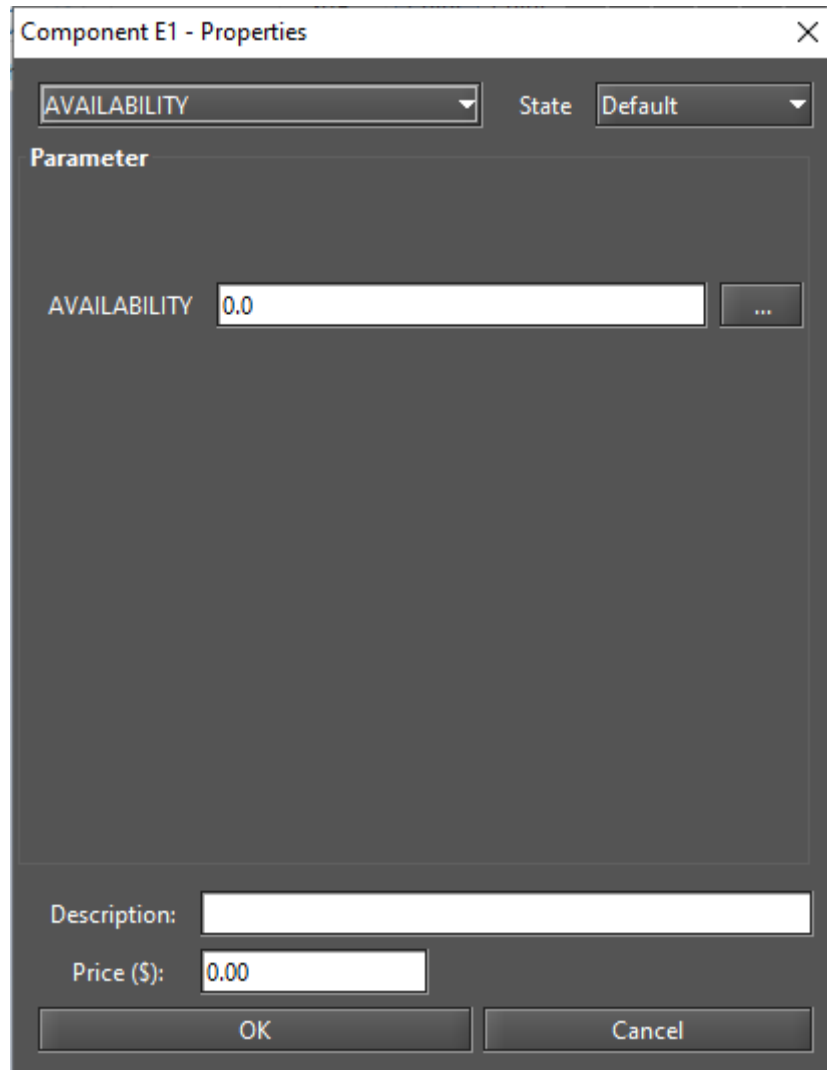 Component E1 - Properties
AVAILABILITY State Default
Parameter
AVAILABILITY 0.0 ...
Description:
Price ($): 0.00
OK Cancel